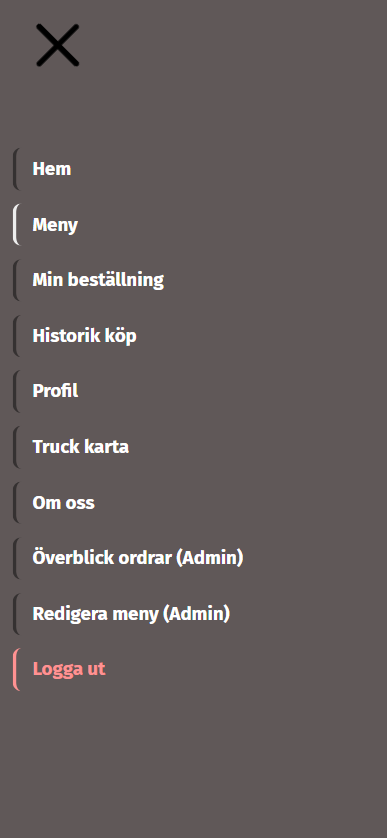 Hem
Meny
Min beställning
Historik köp
Profil
Truck karta
Om oss
Överblick ordrar (Admin)
Redigera meny (Admin)
Logga ut